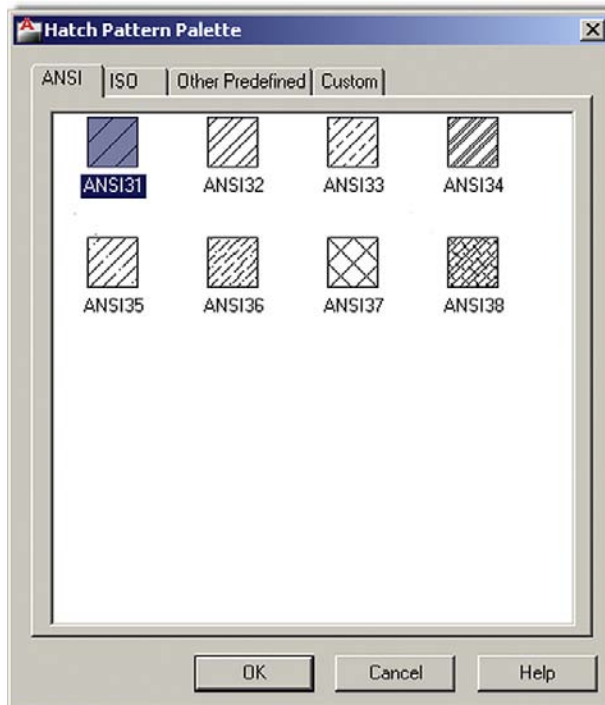 Hatch Pattern Palette
ANSI ISO Other Predefined Custom
ANSI31 ANSI32 ANSI33 ANSI34
ANSI35 ANSI36 ANSI37 ANSI38
OK Cancel Help